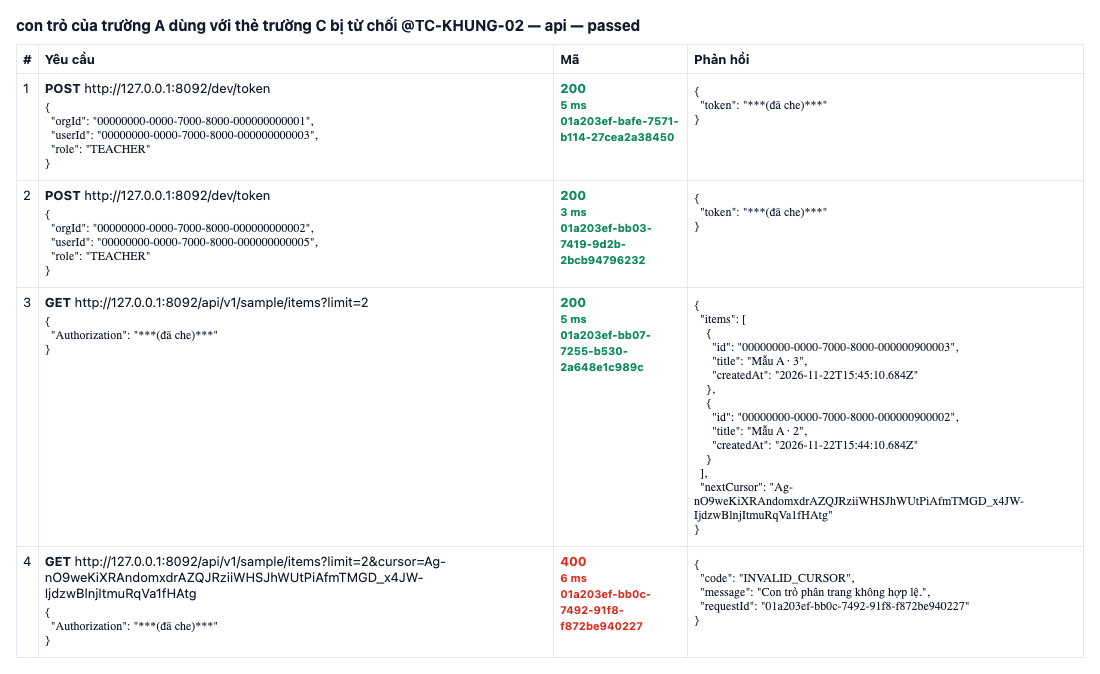 con trỏ của trường A dùng với thẻ trường C bị từ chối @TC-KHUNG-02 — api — passed
# Yêu cầu Mã Phản hồi
1 POST http://127.0.0.1:8092/dev/token
{
"orgId": "00000000-0000-7000-8000-000000000001",
"userId": "00000000-0000-7000-8000-000000000003",
"role": "TEACHER"
}
200
5 ms
01a203ef-bafe-7571-
b114-27cea2a38450
{
"token": "***(đã che)***"
}
2 POST http://127.0.0.1:8092/dev/token
{
"orgId": "00000000-0000-7000-8000-000000000002",
"userId": "00000000-0000-7000-8000-000000000005",
"role": "TEACHER"
}
200
3 ms
01a203ef-bb03-
7419-9d2b-
2bcb94796232
{
"token": "***(đã che)***"
}
3 GET http://127.0.0.1:8092/api/v1/sample/items?limit=2
{
"Authorization": "***(đã che)***"
}
200
5 ms
01a203ef-bb07-
7255-b530-
2a648e1c989c
{
"items": [
{
"id": "00000000-0000-7000-8000-000000900003",
"title": "Mẫu A · 3",
"createdAt": "2026-11-22T15:45:10.684Z"
},
{
"id": "00000000-0000-7000-8000-000000900002",
"title": "Mẫu A · 2",
"createdAt": "2026-11-22T15:44:10.684Z"
}
],
"nextCursor": "Ag-
nO9weKiXRAndomxdrAZQJRziiWHSJhWUtPiAfmTMGD_x4JW-
IjdzwBlnjItmuRqVa1fHAtg"
}
4 GET http://127.0.0.1:8092/api/v1/sample/items?limit=2&cursor=Ag-
nO9weKiXRAndomxdrAZQJRziiWHSJhWUtPiAfmTMGD_x4JW-
IjdzwBlnjItmuRqVa1fHAtg
{
"Authorization": "***(đã che)***"
}
400
6 ms
01a203ef-bb0c-
7492-91f8-
f872be940227
{
"code": "INVALID_CURSOR",
"message": "Con trỏ phân trang không hợp lệ.",
"requestId": "01a203ef-bb0c-7492-91f8-f872be940227"
}